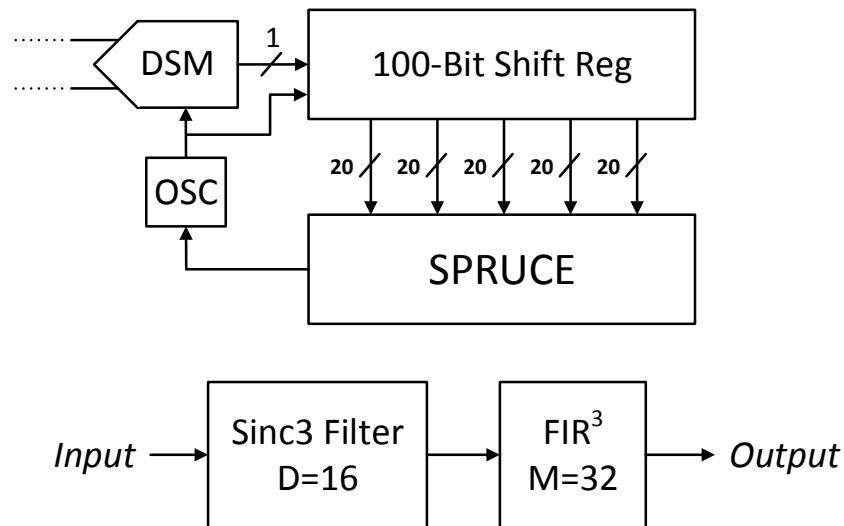 1
DSM
100-Bit Shift Reg
20 20 20 20 20
OSC
SPRUCE
Sinc3 Filter
D=16
FIR³
M=32
Input
Output